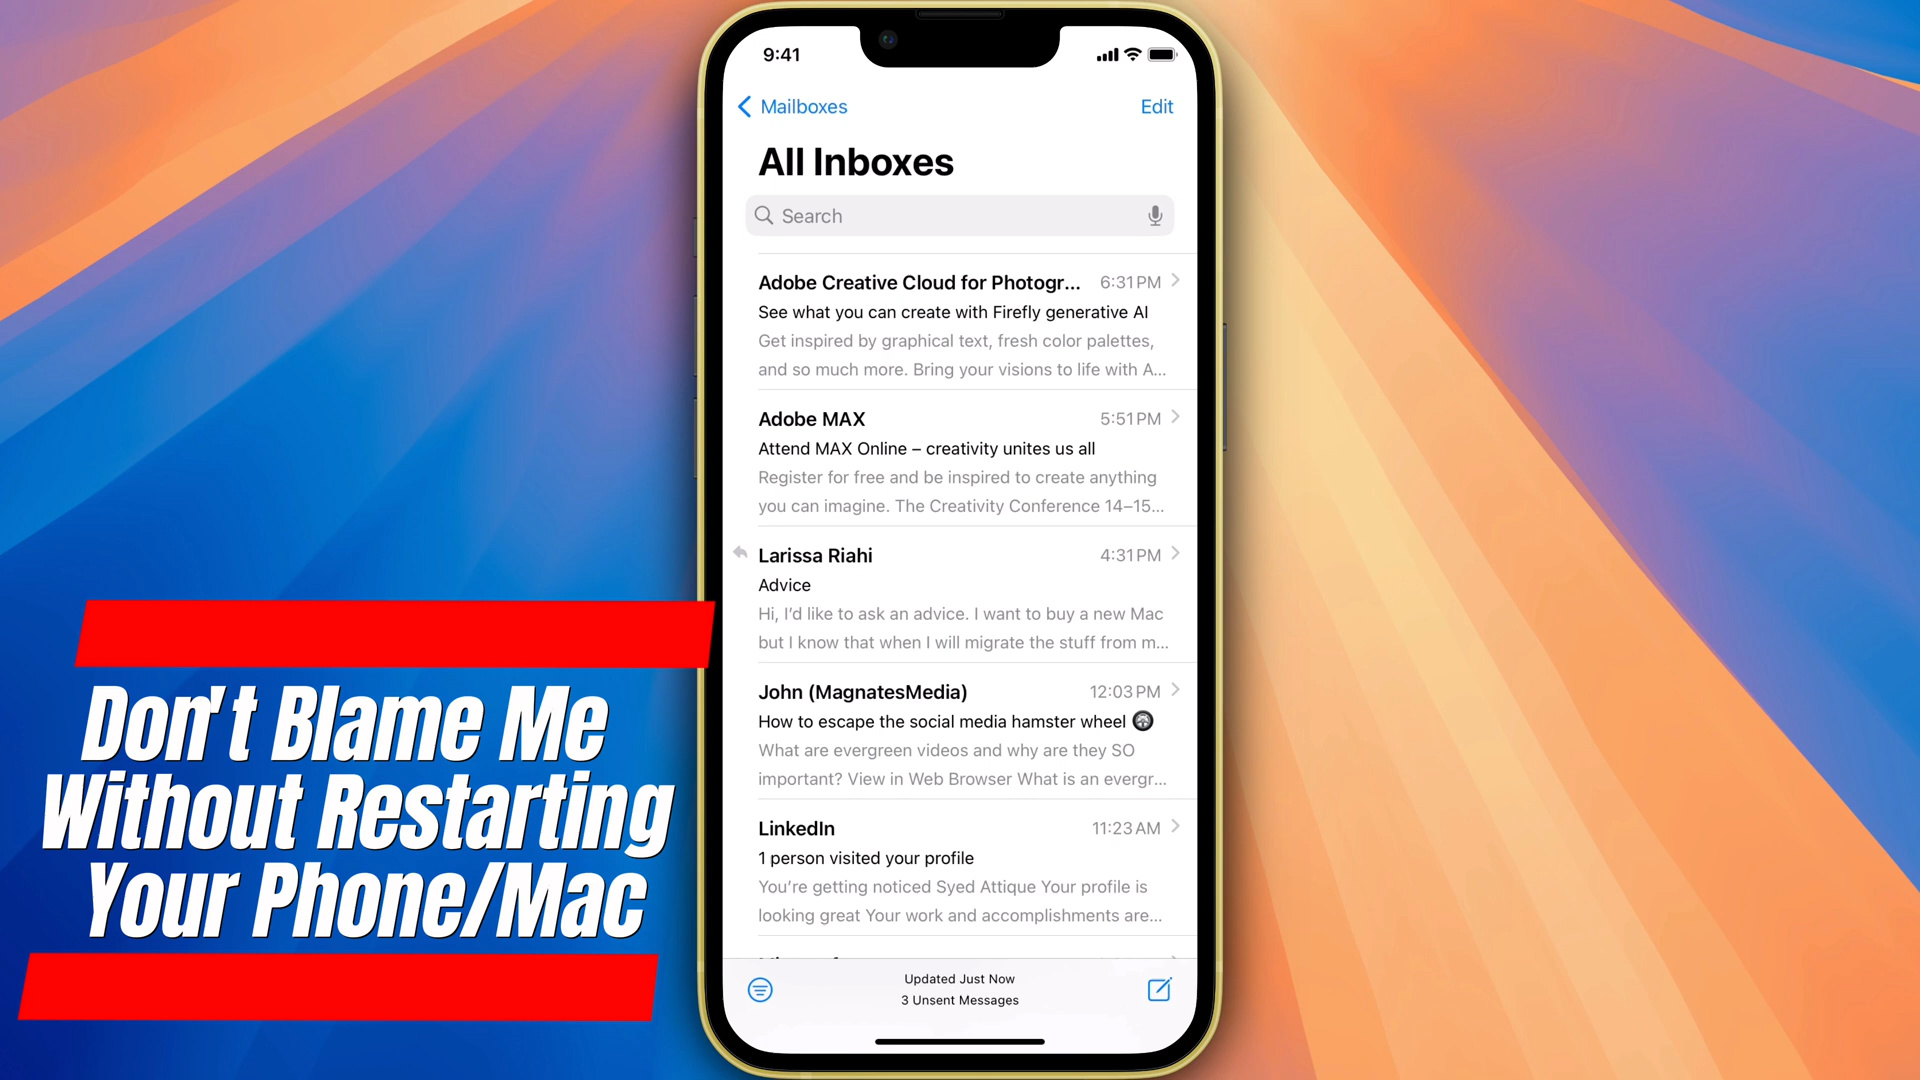 9:41
Mailboxes
Edit
All Inboxes
Search
Adobe Creative Cloud for Photogr... 6:31 PM
See what you can create with Firefly generative AI
Get inspired by graphical text, fresh color palettes,
and so much more. Bring your visions to life with A...
Adobe MAX 5:51 PM
Attend MAX Online – creativity unites us all
Register for free and be inspired to create anything
you can imagine. The Creativity Conference 14–15...
Larissa Riahi 4:31 PM
Advice
Hi, I'd like to ask an advice. I want to buy a new Mac
but I know that when I will migrate the stuff from m...
John (MagnatesMedia) 12:03 PM
How to escape the social media hamster wheel
What are evergreen videos and why are they SO
important? View in Web Browser What is an evergr...
LinkedIn 11:23 AM
1 person visited your profile
You're getting noticed Syed Attique Your profile is
looking great Your work and accomplishments are...
Updated Just Now
3 Unsent Messages
Don't Blame Me
Without Restarting
Your Phone/Mac